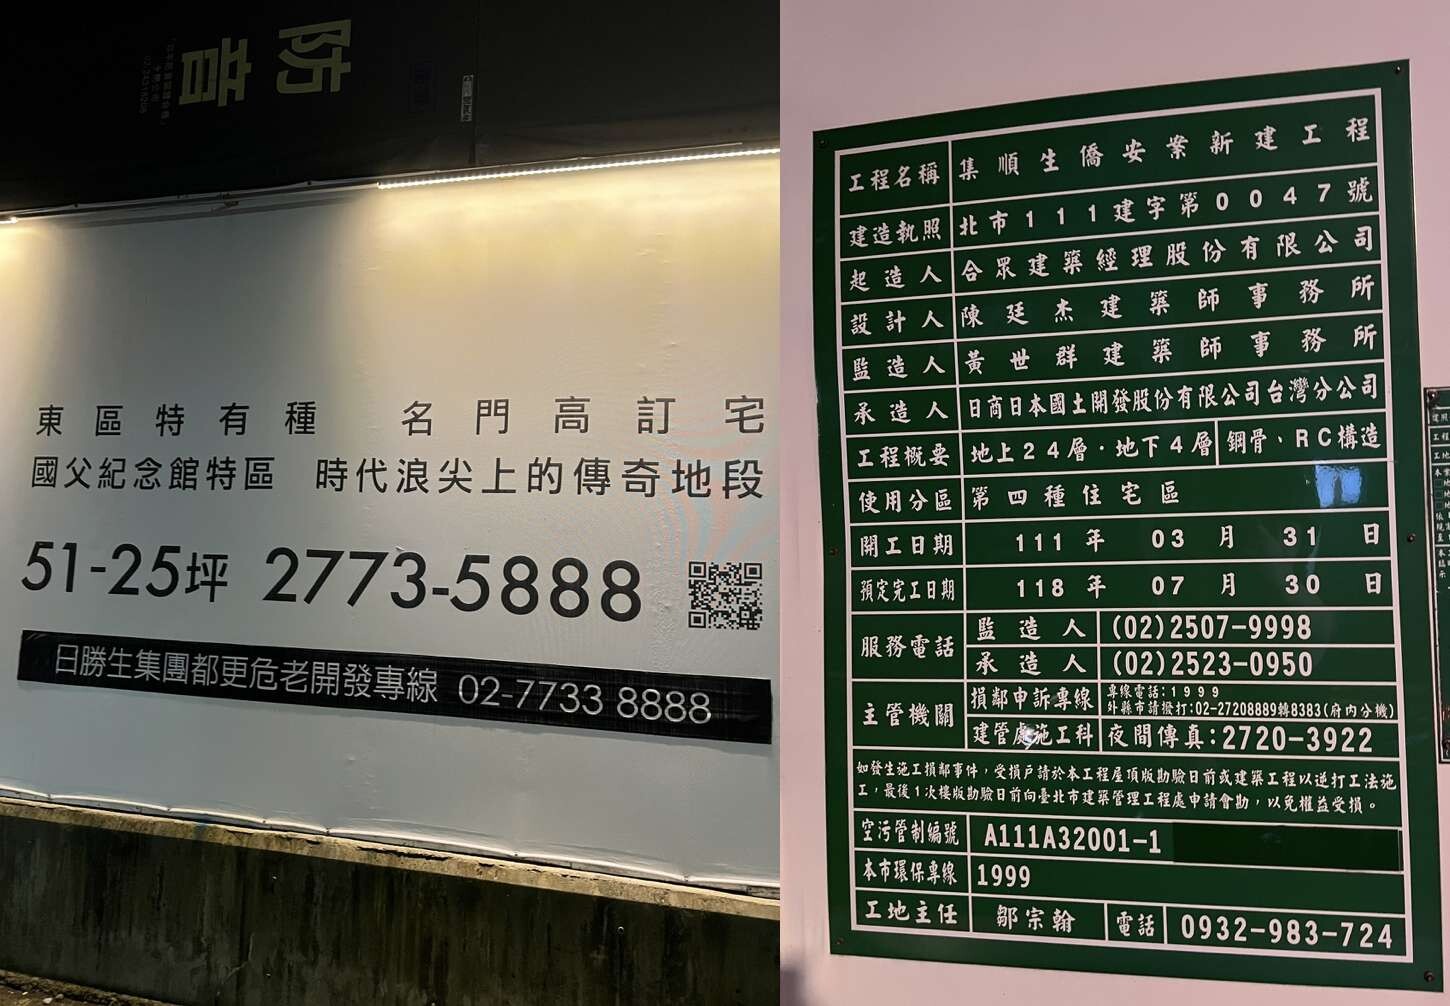 防音
東區特有種 名門高訂宅
國父紀念館特區 時代浪尖上的傳奇地段
51-25坪 2773-5888
日勝生集團都更危老開發專線 02-7733 8888
工程名稱 集順生僑安案新建工程
建造執照 北市111建字第0047號
起造人 合眾建築經理股份有限公司
設計人 陳廷杰建築師事務所
監造人 黃世群建築師事務所
承造人 日商日本國土開發股份有限公司台灣分公司
工程概要 地上24層・地下4層 鋼骨、RC構造
使用分區 第四種住宅區
開工日期 111年03月31日
預定完工日期 118年07月30日
服務電話 監造人 (02)2507-9998
承造人 (02)2523-0950
主管機關 損鄰申訴專線 專線電話:1999
外縣市請撥打:02-27208889轉8383(府內分機)
建管處施工科 夜間傳真:2720-3922
如發生施工損鄰事件，受損戶請於本工程屋頂版勘驗日前或建築工程以逆打工法施
工，最後1次樓版勘驗日前向臺北市建築管理工程處申請會勘，以免權益受損。
空污管制編號 A111A32001-1
本市環保專線 1999
工地主任 鄒宗翰 電話 0932-983-724